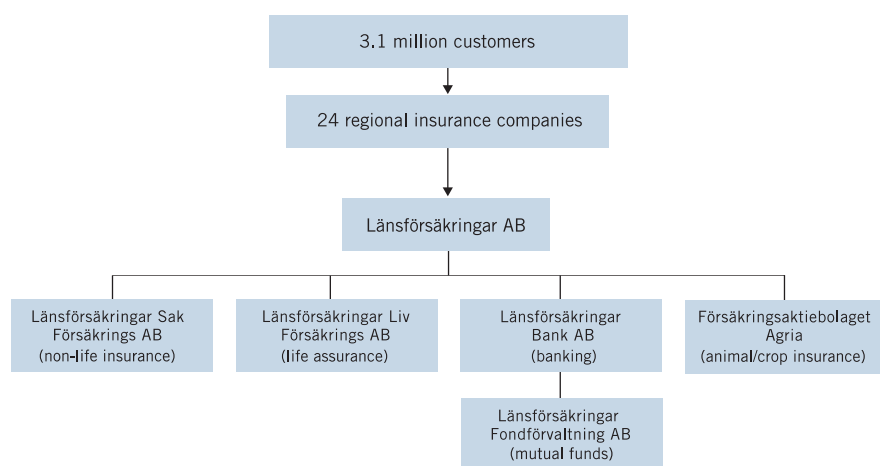 3.1 million customers
24 regional insurance companies
Länsförsäkringar AB
Länsförsäkringar Sak
Försäkrings AB
(non-life insurance)
Länsförsäkringar Liv
Försäkrings AB
(life assurance)
Länsförsäkringar
Bank AB
(banking)
Försäkringsaktiebolaget
Agria
(animal/crop insurance)
Länsförsäkringar
Fondförvaltning AB
(mutual funds)